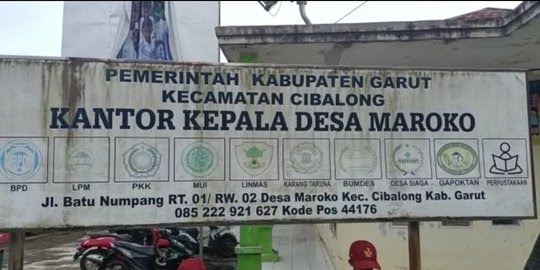 PEMERINTAH KABUPATEN GARUT
KECAMATAN CIBALONG
KANTOR KEPALA DESA MAROKO
BPD
BPD LPM PKK MUI LINMAS KARANG TARUNA BUMDES DESA SIAGA GAPOKTAN PERPUSTAKAAN
Jl. Batu Numpang RT. 01/ RW. 02 Desa Maroko Kec. Cibalong Kab. Garut
085 222 921 627 Kode Pos 44176